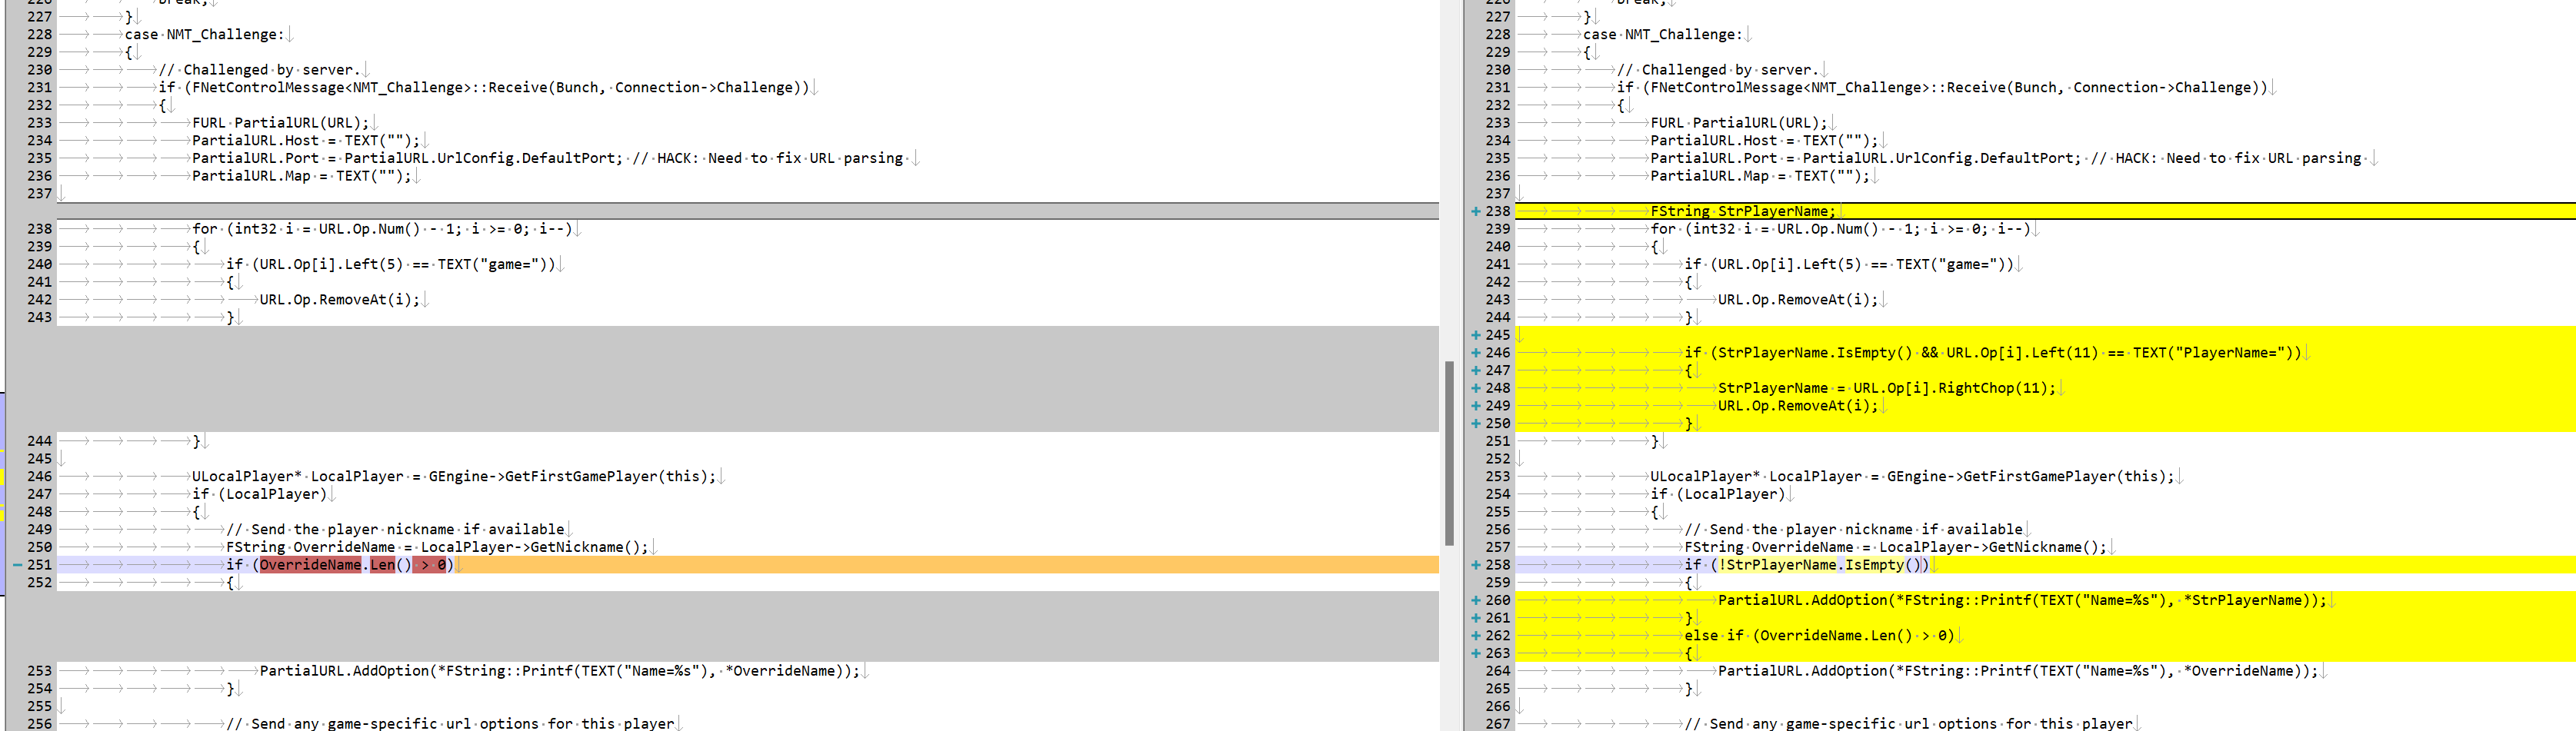 break;
227 }
228 case NMT_Challenge:
229 {
230 // Challenged by server.
231 if (FNetControlMessage<NMT_Challenge>::Receive(Bunch, Connection->Challenge))
232 {
233 FURL PartialURL(URL);
234 PartialURL.Host = TEXT("");
235 PartialURL.Port = PartialURL.UrlConfig.DefaultPort; // HACK: Need to fix URL parsing
236 PartialURL.Map = TEXT("");
237
238 for (int32 i = URL.Op.Num() - 1; i >= 0; i--)
239 {
240 if (URL.Op[i].Left(5) == TEXT("game="))
241 {
242 URL.Op.RemoveAt(i);
243 }
244 }
245
246 ULocalPlayer* LocalPlayer = GEngine->GetFirstGamePlayer(this);
247 if (LocalPlayer)
248 {
249 // Send the player nickname if available
250 FString OverrideName = LocalPlayer->GetNickname();
251 if (OverrideName.Len() > 0)
252 {
253 PartialURL.AddOption(*FString::Printf(TEXT("Name=%s"), *OverrideName));
254 }
255
256 // Send any game-specific url options for this player
break;
227 }
228 case NMT_Challenge:
229 {
230 // Challenged by server.
231 if (FNetControlMessage<NMT_Challenge>::Receive(Bunch, Connection->Challenge))
232 {
233 FURL PartialURL(URL);
234 PartialURL.Host = TEXT("");
235 PartialURL.Port = PartialURL.UrlConfig.DefaultPort; // HACK: Need to fix URL parsing
236 PartialURL.Map = TEXT("");
237
+ 238 FString StrPlayerName;
239 for (int32 i = URL.Op.Num() - 1; i >= 0; i--)
240 {
241 if (URL.Op[i].Left(5) == TEXT("game="))
242 {
243 URL.Op.RemoveAt(i);
244 }
+ 245
+ 246 if (StrPlayerName.IsEmpty() && URL.Op[i].Left(11) == TEXT("PlayerName="))
+ 247 {
+ 248 StrPlayerName = URL.Op[i].RightChop(11);
+ 249 URL.Op.RemoveAt(i);
+ 250 }
251 }
252
253 ULocalPlayer* LocalPlayer = GEngine->GetFirstGamePlayer(this);
254 if (LocalPlayer)
255 {
256 // Send the player nickname if available
257 FString OverrideName = LocalPlayer->GetNickname();
+ 258 if (!StrPlayerName.IsEmpty())
259 {
+ 260 PartialURL.AddOption(*FString::Printf(TEXT("Name=%s"), *StrPlayerName));
+ 261 }
+ 262 else if (OverrideName.Len() > 0)
+ 263 {
264 PartialURL.AddOption(*FString::Printf(TEXT("Name=%s"), *OverrideName));
265 }
266
267 // Send any game-specific url options for this player